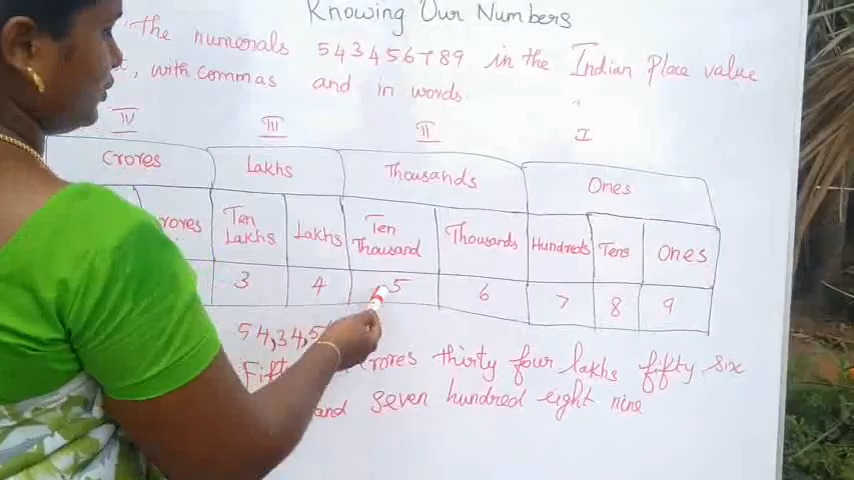 Knowing Our Numbers
the numerals 543456789 in the Indian Place value
with commas and in words
IV III II I
Crores Lakhs Thousands Ones
Crores Ten Lakhs Lakhs Ten Thousand Thousands Hundreds Tens Ones
3 4 5 6 7 8 9
54,34,5
crores thirty four lakhs fifty six
and seven hundred eight nine